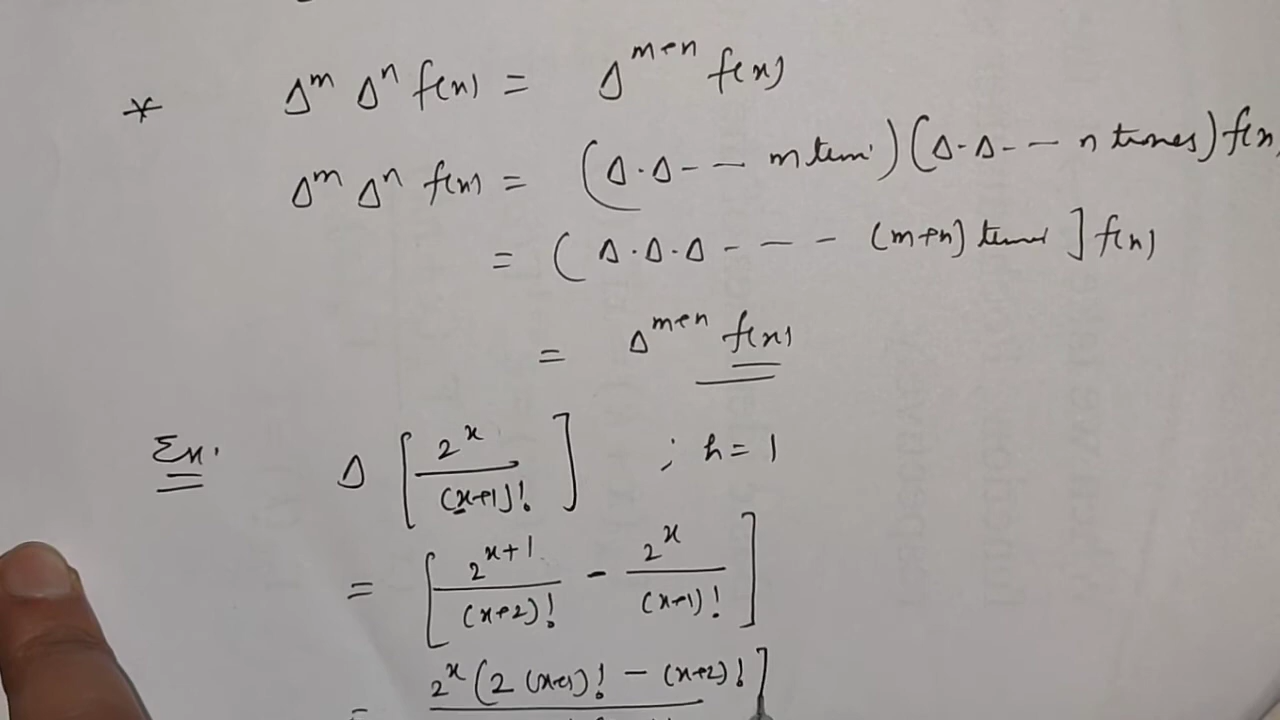 * Δ^m Δ^n f(x) = Δ^(m+n) f(x)
Δ^m Δ^n f(x) = (Δ·Δ-- — m times)(Δ·Δ-- — n times) f(x)
= (Δ·Δ·Δ- — - (m+n) times] f(x)
= Δ^(m+n) f(x)
Ex. Δ [2^x / (x+1)!] ; h = 1
= [2^(x+1) / (x+2)! - 2^x / (x+1)!]
= 2^x (2 (x+1)! - (x+2)!]